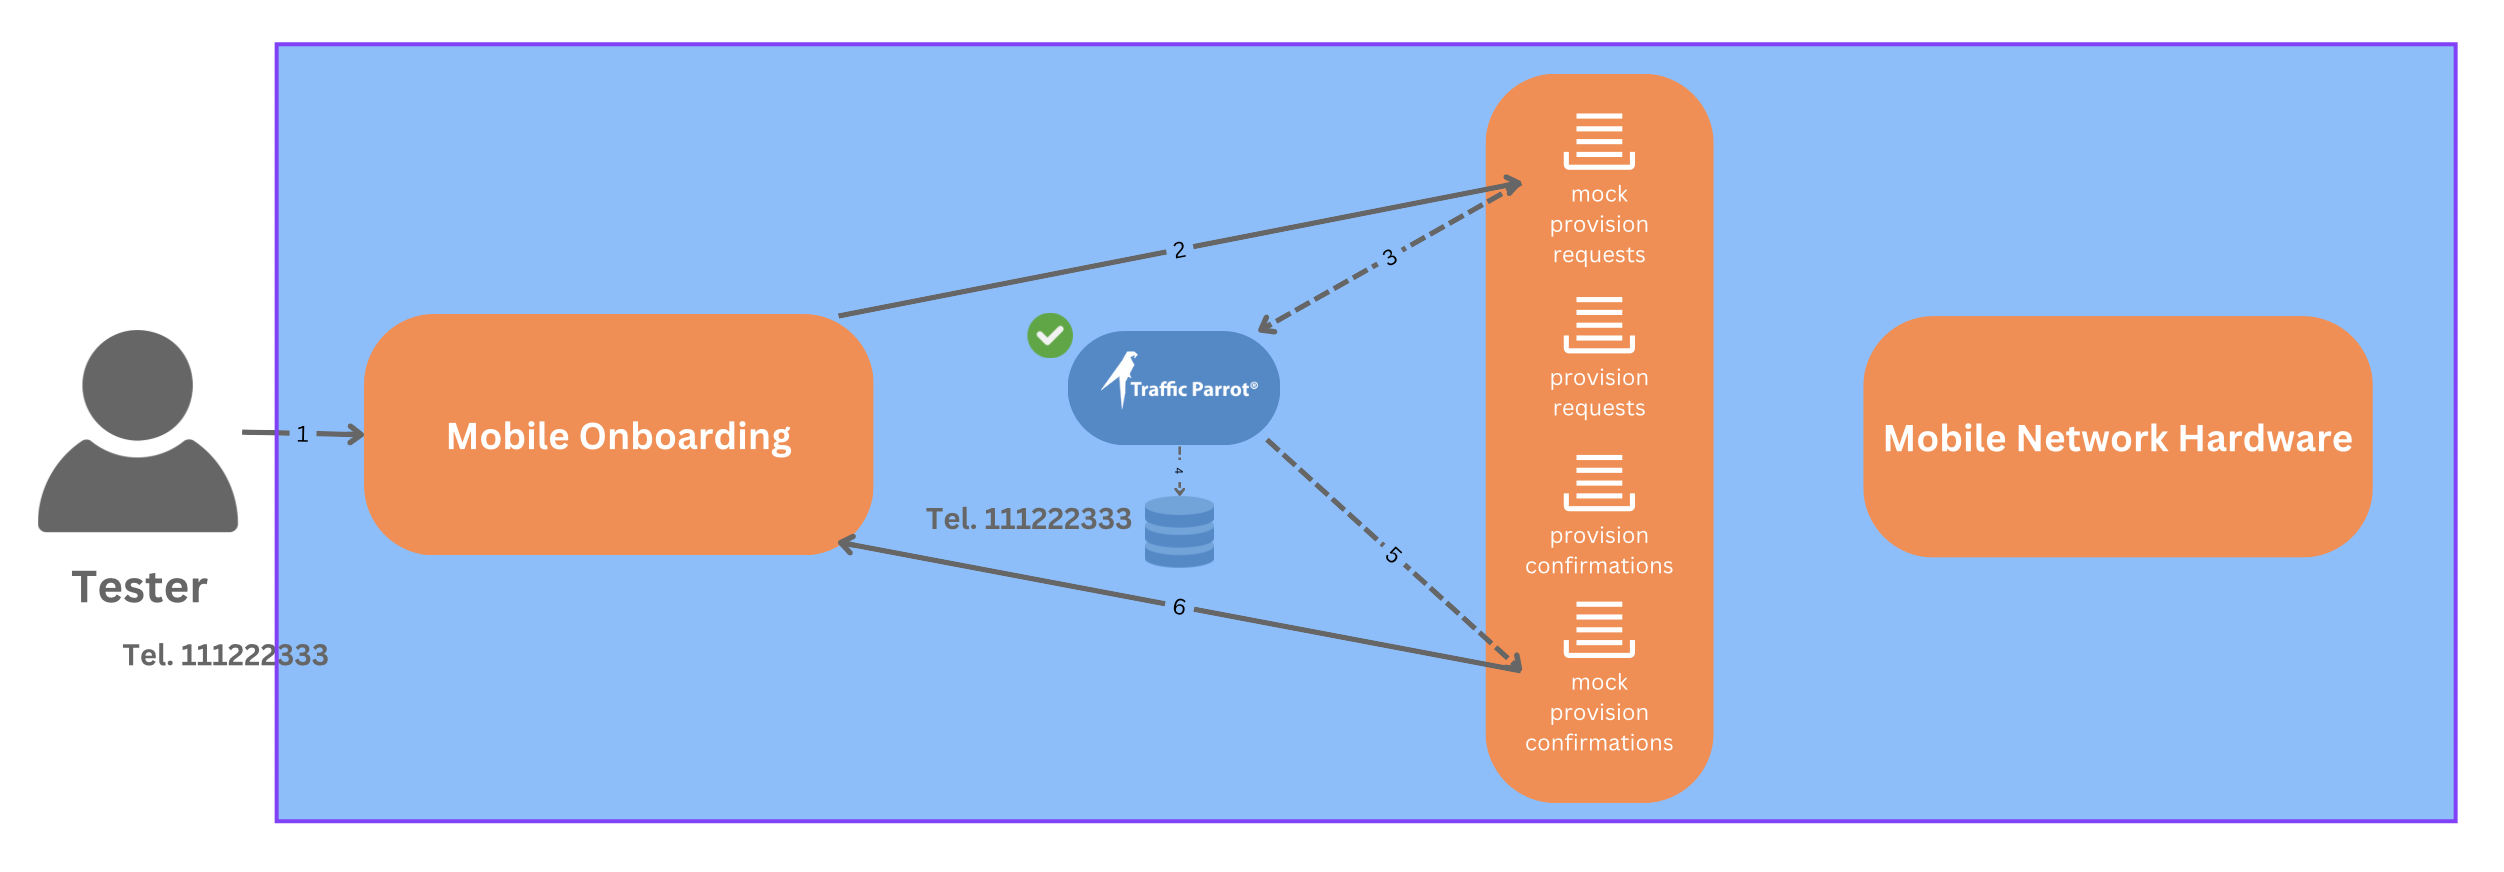 1
Tester
Tel. 111222333
Mobile Onboarding
2
3
Traffic Parrot®
4
Tel. 111222333
5
6
mock
provision
requests
provision
requests
provision
confirmations
mock
provision
confirmations
Mobile Network Hardware